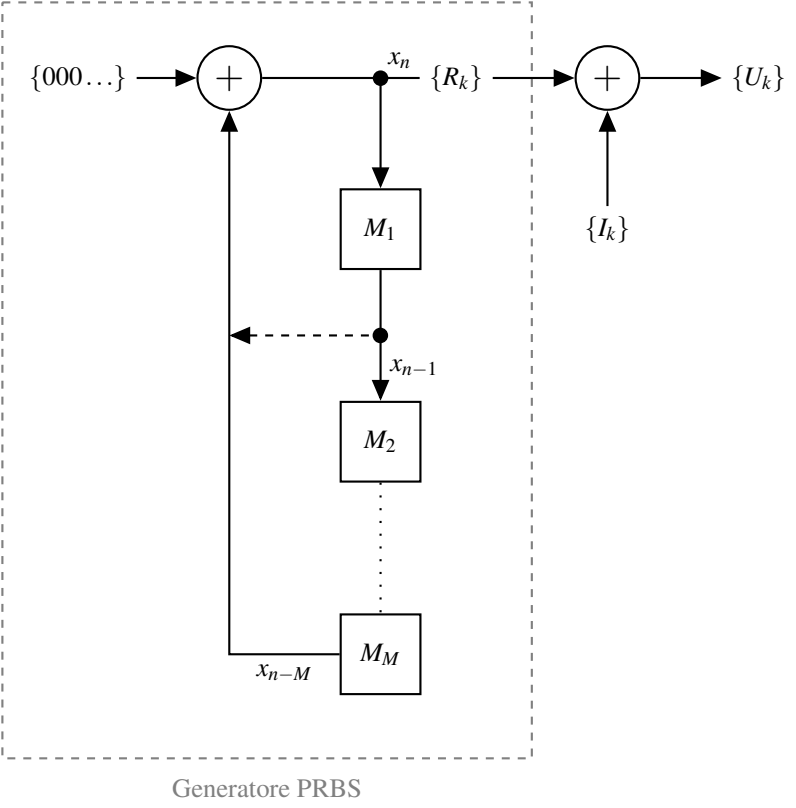 x_n
{000…} + {R_k} + {U_k}
M_1
{I_k}
x_{n−1}
M_2
M_M
x_{n−M}
Generatore PRBS